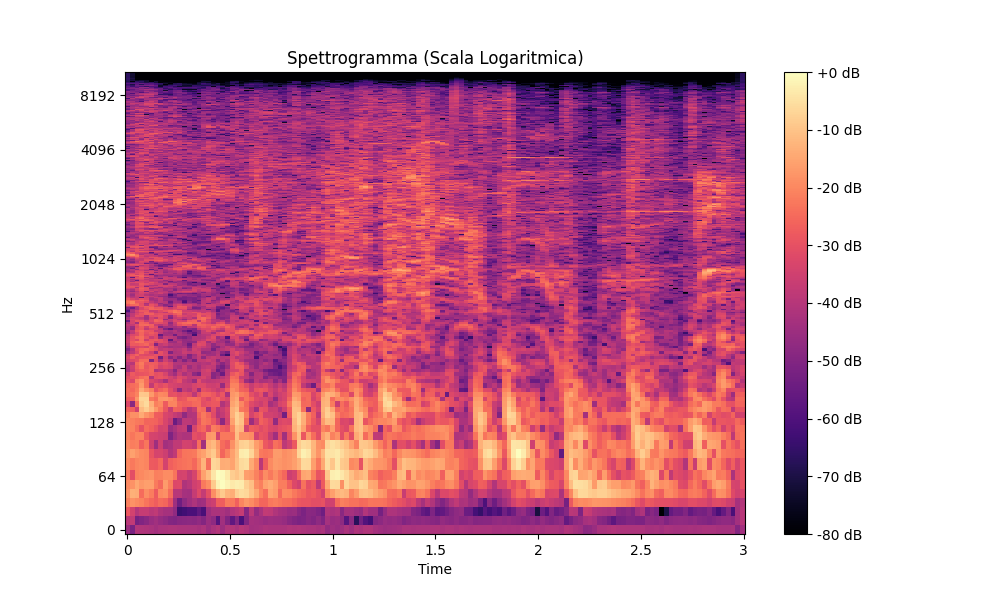 Spettrogramma (Scala Logaritmica)
Hz
8192
4096
2048
1024
512
256
128
64
0
0 0.5 1 1.5 2 2.5 3
Time
+0 dB
-10 dB
-20 dB
-30 dB
-40 dB
-50 dB
-60 dB
-70 dB
-80 dB